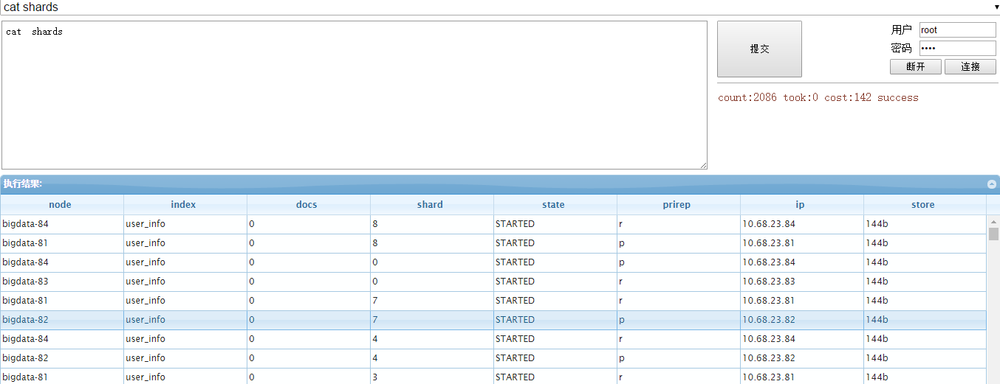 cat shards
cat  shards
提交
用户 root
密码 ••••
断开 连接
count:2086 took:0 cost:142 success
执行结果:
node index docs shard state prirep ip store
bigdata-84 user_info 0 8 STARTED r 10.68.23.84 144b
bigdata-81 user_info 0 8 STARTED p 10.68.23.81 144b
bigdata-84 user_info 0 0 STARTED p 10.68.23.84 144b
bigdata-83 user_info 0 0 STARTED r 10.68.23.83 144b
bigdata-81 user_info 0 7 STARTED r 10.68.23.81 144b
bigdata-82 user_info 0 7 STARTED p 10.68.23.82 144b
bigdata-84 user_info 0 4 STARTED r 10.68.23.84 144b
bigdata-82 user_info 0 4 STARTED p 10.68.23.82 144b
bigdata-81 user_info 0 3 STARTED r 10.68.23.81 144b